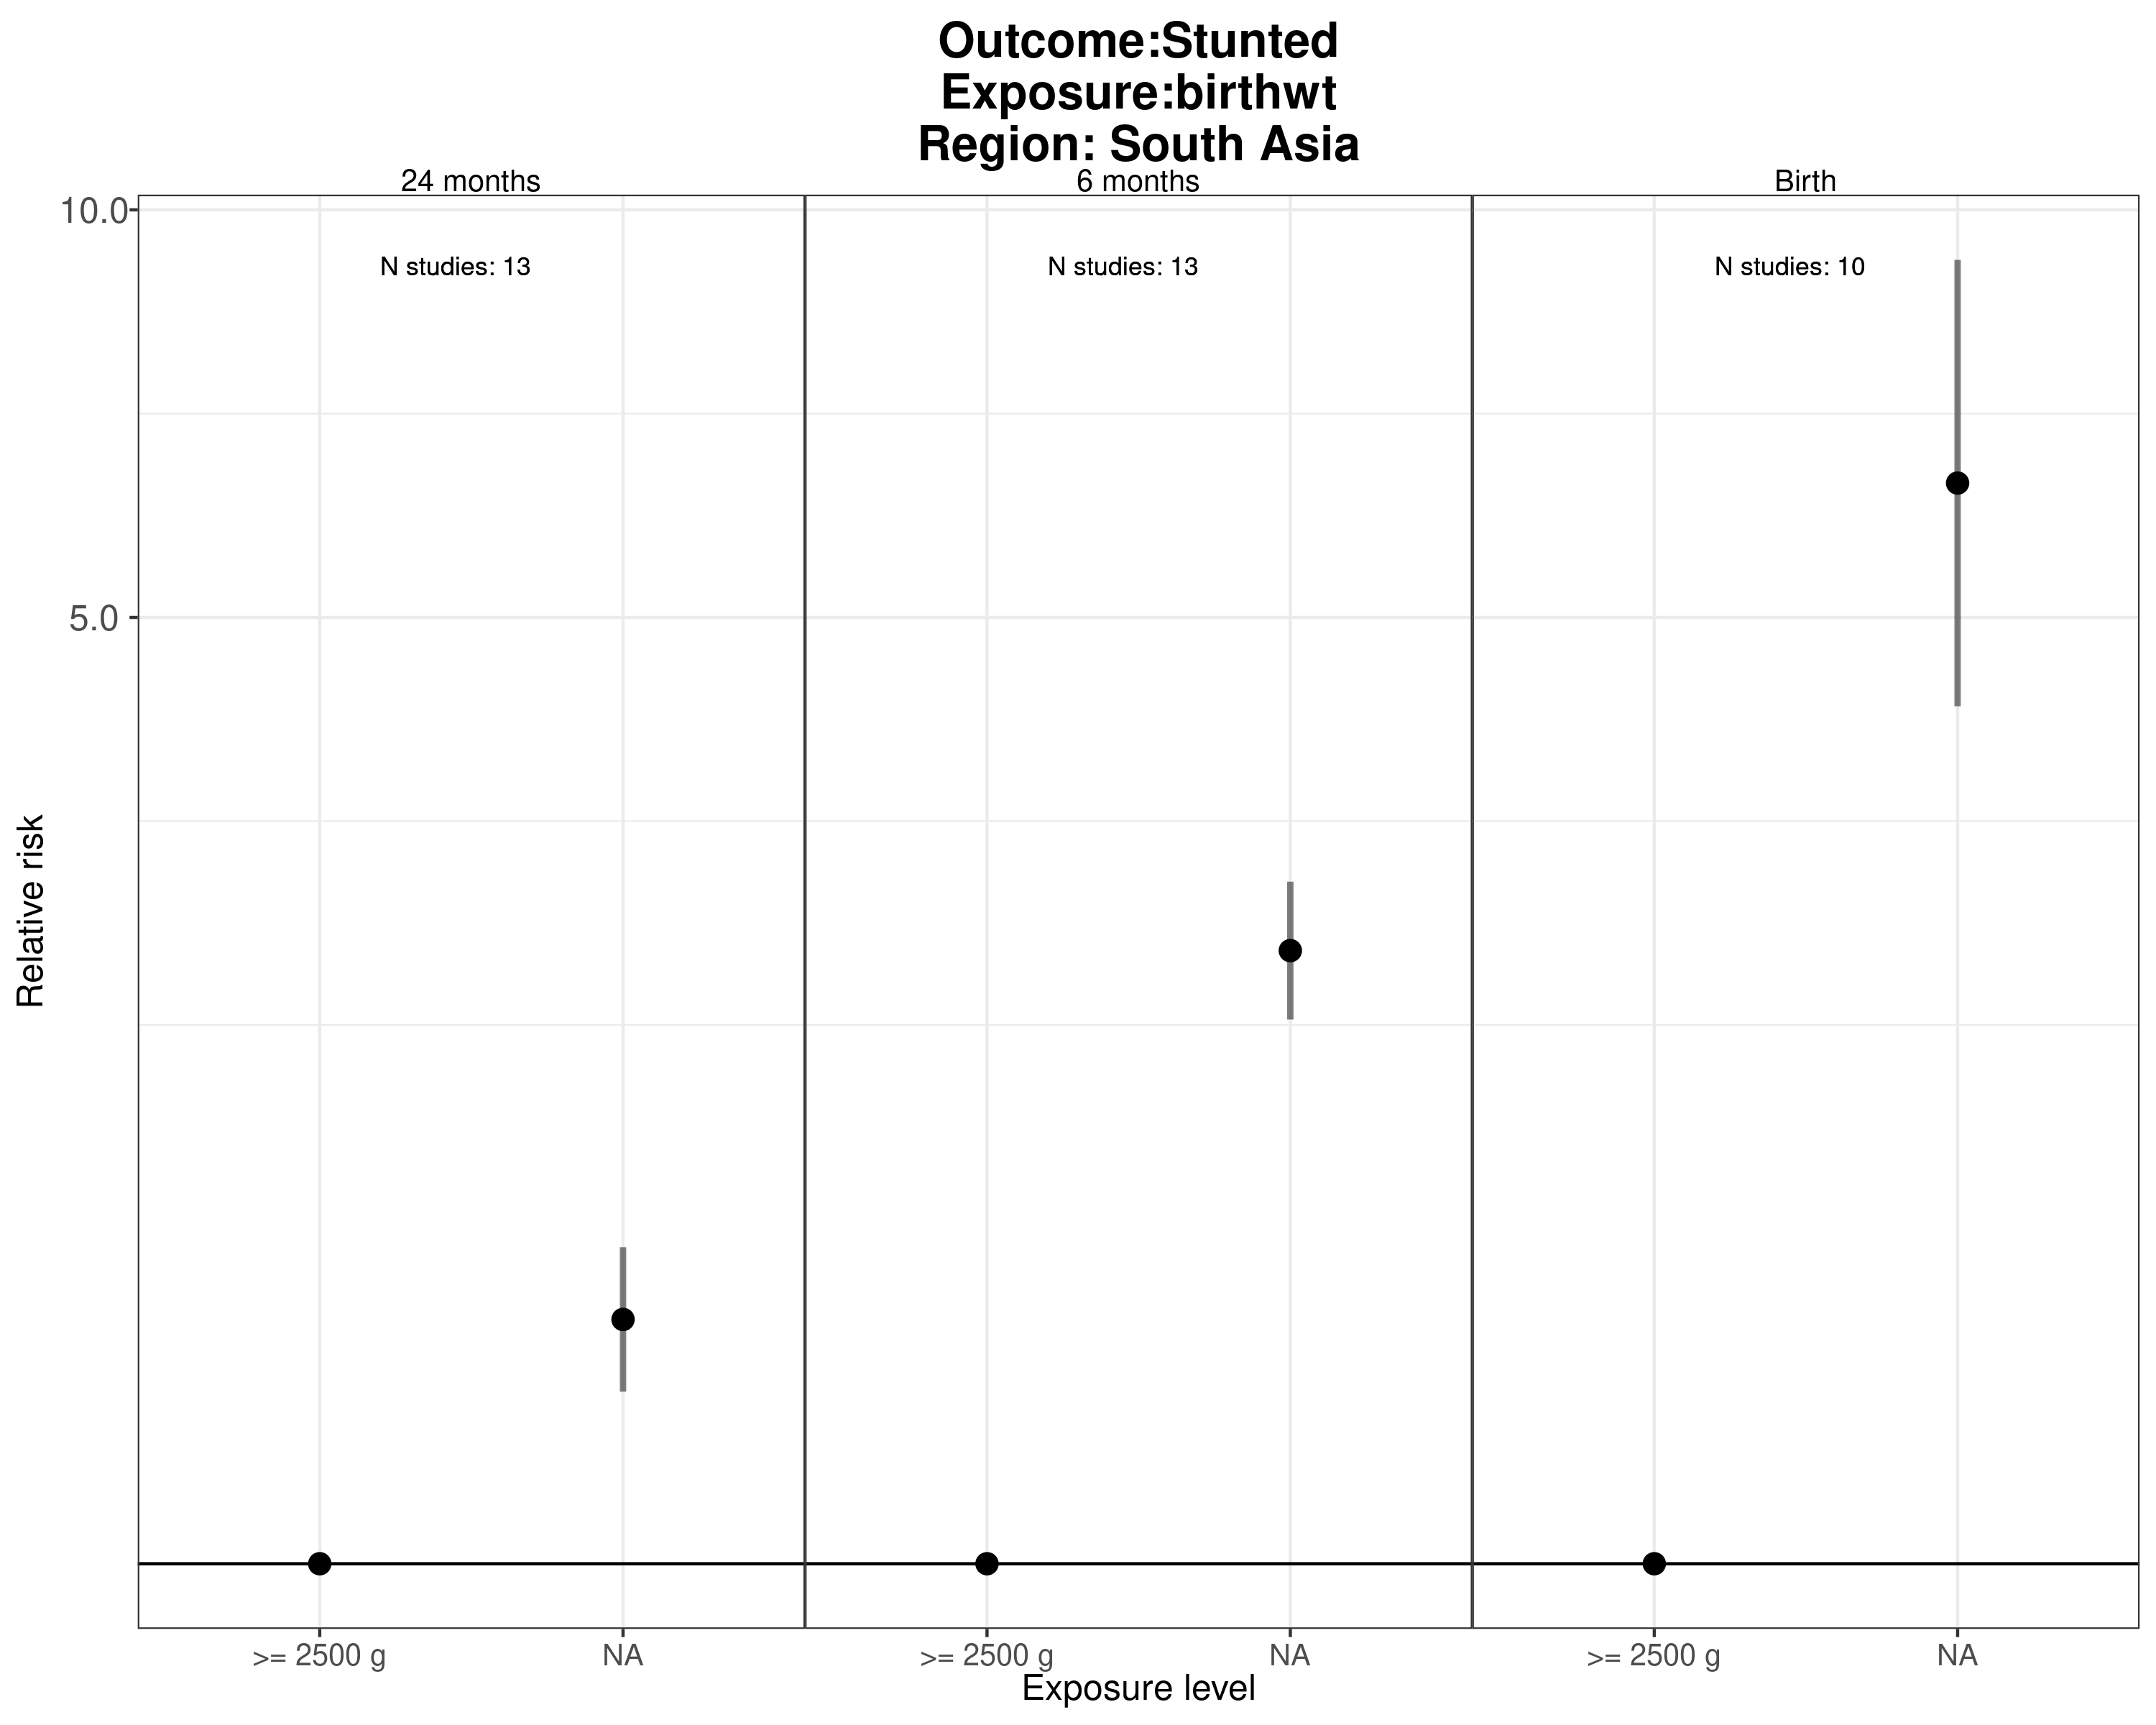 Outcome:Stunted
Exposure:birthwt
Region: South Asia
24 months
6 months
Birth
10.0
N studies: 13
N studies: 13
N studies: 10
5.0
Relative risk
>= 2500 g
NA
>= 2500 g
NA
>= 2500 g
NA
Exposure level